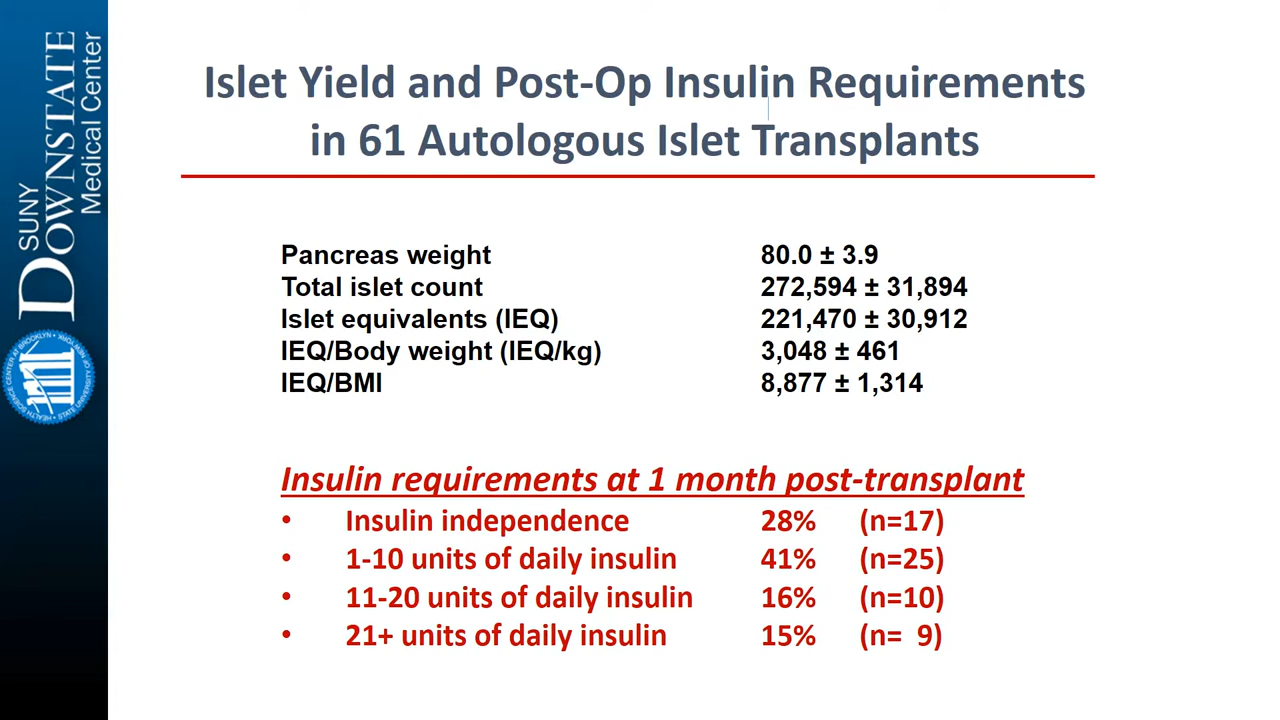 SUNY
DOWNSTATE
Medical Center
Islet Yield and Post-Op Insulin Requirements
in 61 Autologous Islet Transplants
Pancreas weight 80.0 ± 3.9
Total islet count 272,594 ± 31,894
Islet equivalents (IEQ) 221,470 ± 30,912
IEQ/Body weight (IEQ/kg) 3,048 ± 461
IEQ/BMI 8,877 ± 1,314
Insulin requirements at 1 month post-transplant
• Insulin independence 28% (n=17)
• 1-10 units of daily insulin 41% (n=25)
• 11-20 units of daily insulin 16% (n=10)
• 21+ units of daily insulin 15% (n= 9)